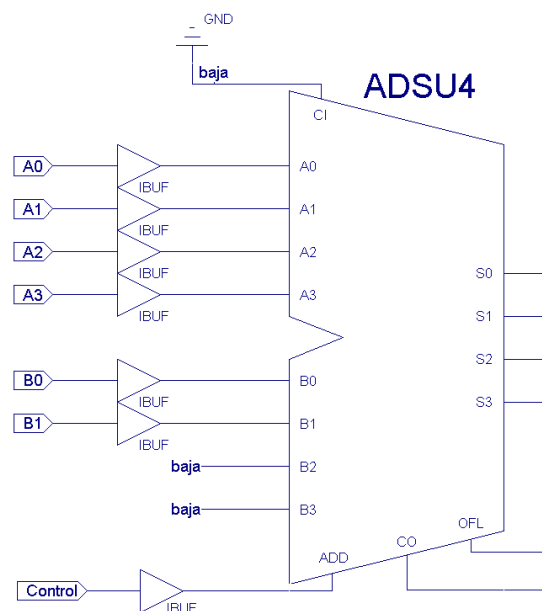 GND
baja
ADSU4
CI
A0 IBUF A0
A1 IBUF A1
A2 IBUF A2
A3 IBUF A3
S0
S1
S2
S3
B0 IBUF B0
B1 IBUF B1
baja B2
baja B3
OFL
CO
ADD
Control IBUF